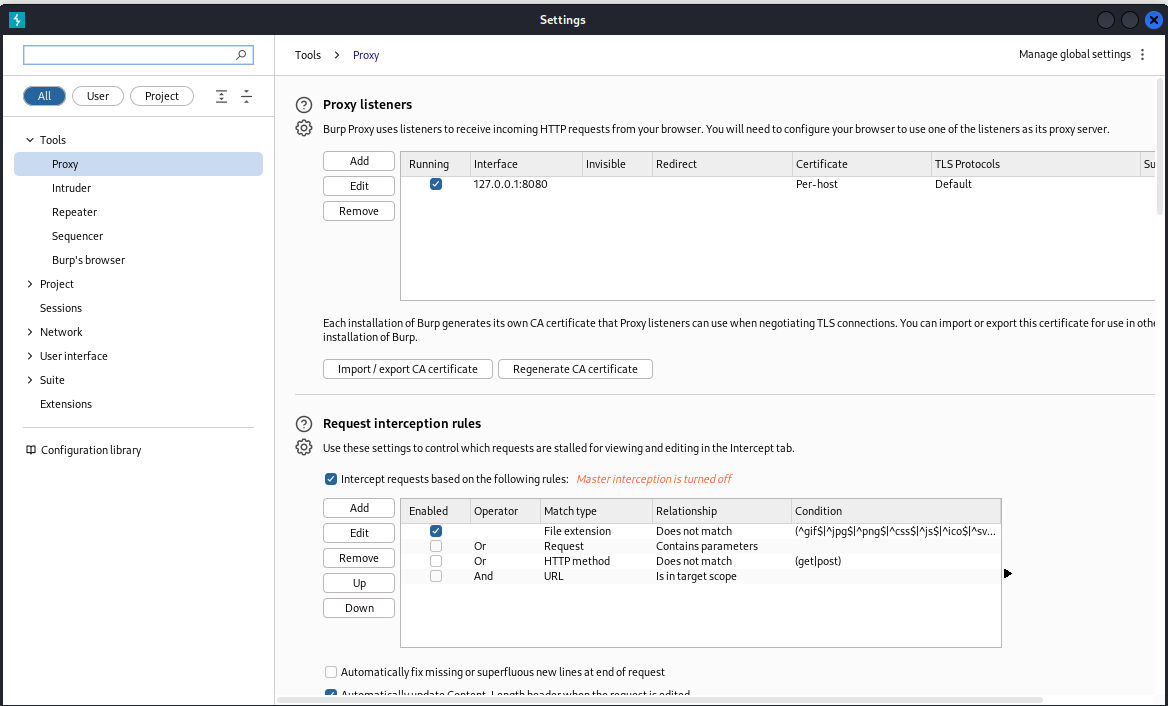 Settings
Tools > Proxy
Manage global settings
All User Project
Tools
Proxy
Intruder
Repeater
Sequencer
Burp's browser
Project
Sessions
Network
User interface
Suite
Extensions
Configuration library
Proxy listeners
Burp Proxy uses listeners to receive incoming HTTP requests from your browser. You will need to configure your browser to use one of the listeners as its proxy server.
Add
Edit
Remove
Running Interface Invisible Redirect Certificate TLS Protocols Su
127.0.0.1:8080 Per-host Default
Each installation of Burp generates its own CA certificate that Proxy listeners can use when negotiating TLS connections. You can import or export this certificate for use in othe
installation of Burp.
Import / export CA certificate Regenerate CA certificate
Request interception rules
Use these settings to control which requests are stalled for viewing and editing in the Intercept tab.
Intercept requests based on the following rules: Master interception is turned off
Add
Edit
Remove
Up
Down
Enabled Operator Match type Relationship Condition
File extension Does not match (^gif$|^jpg$|^png$|^css$|^js$|^ico$|^sv...
Or Request Contains parameters
Or HTTP method Does not match (get|post)
And URL Is in target scope
Automatically fix missing or superfluous new lines at end of request
Automatically update Content-Length header when the request is edited